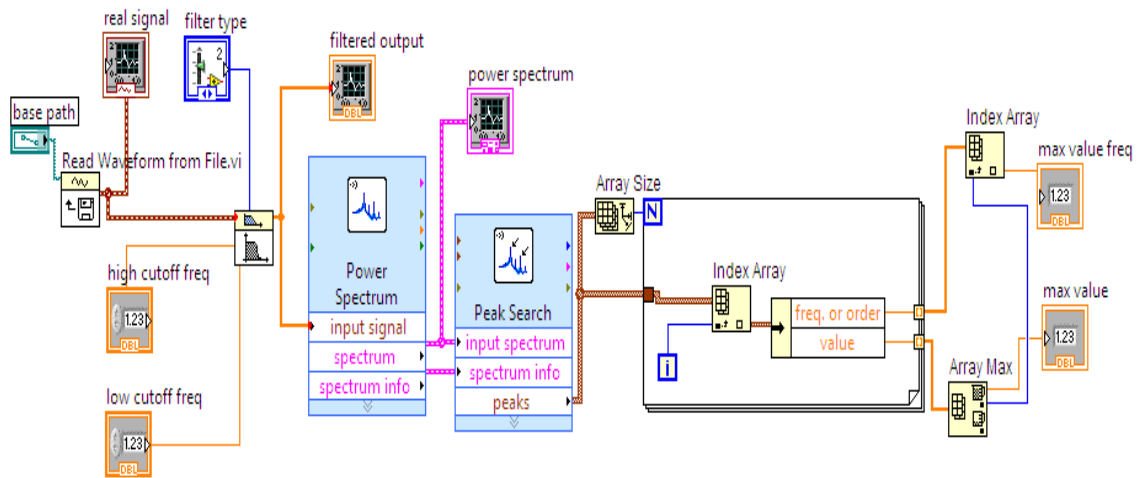 real signal
filter type
2
filtered output
DBL
power spectrum
base path
Read Waveform from File.vi
Index Array
max value freq
1.23
DBL
Array Size
N
Power
Spectrum
input signal
spectrum
spectrum info
Peak Search
input spectrum
spectrum info
peaks
Index Array
i
freq. or order
value
high cutoff freq
1.23
DBL
low cutoff freq
1.23
DBL
max value
1.23
DBL
Array Max